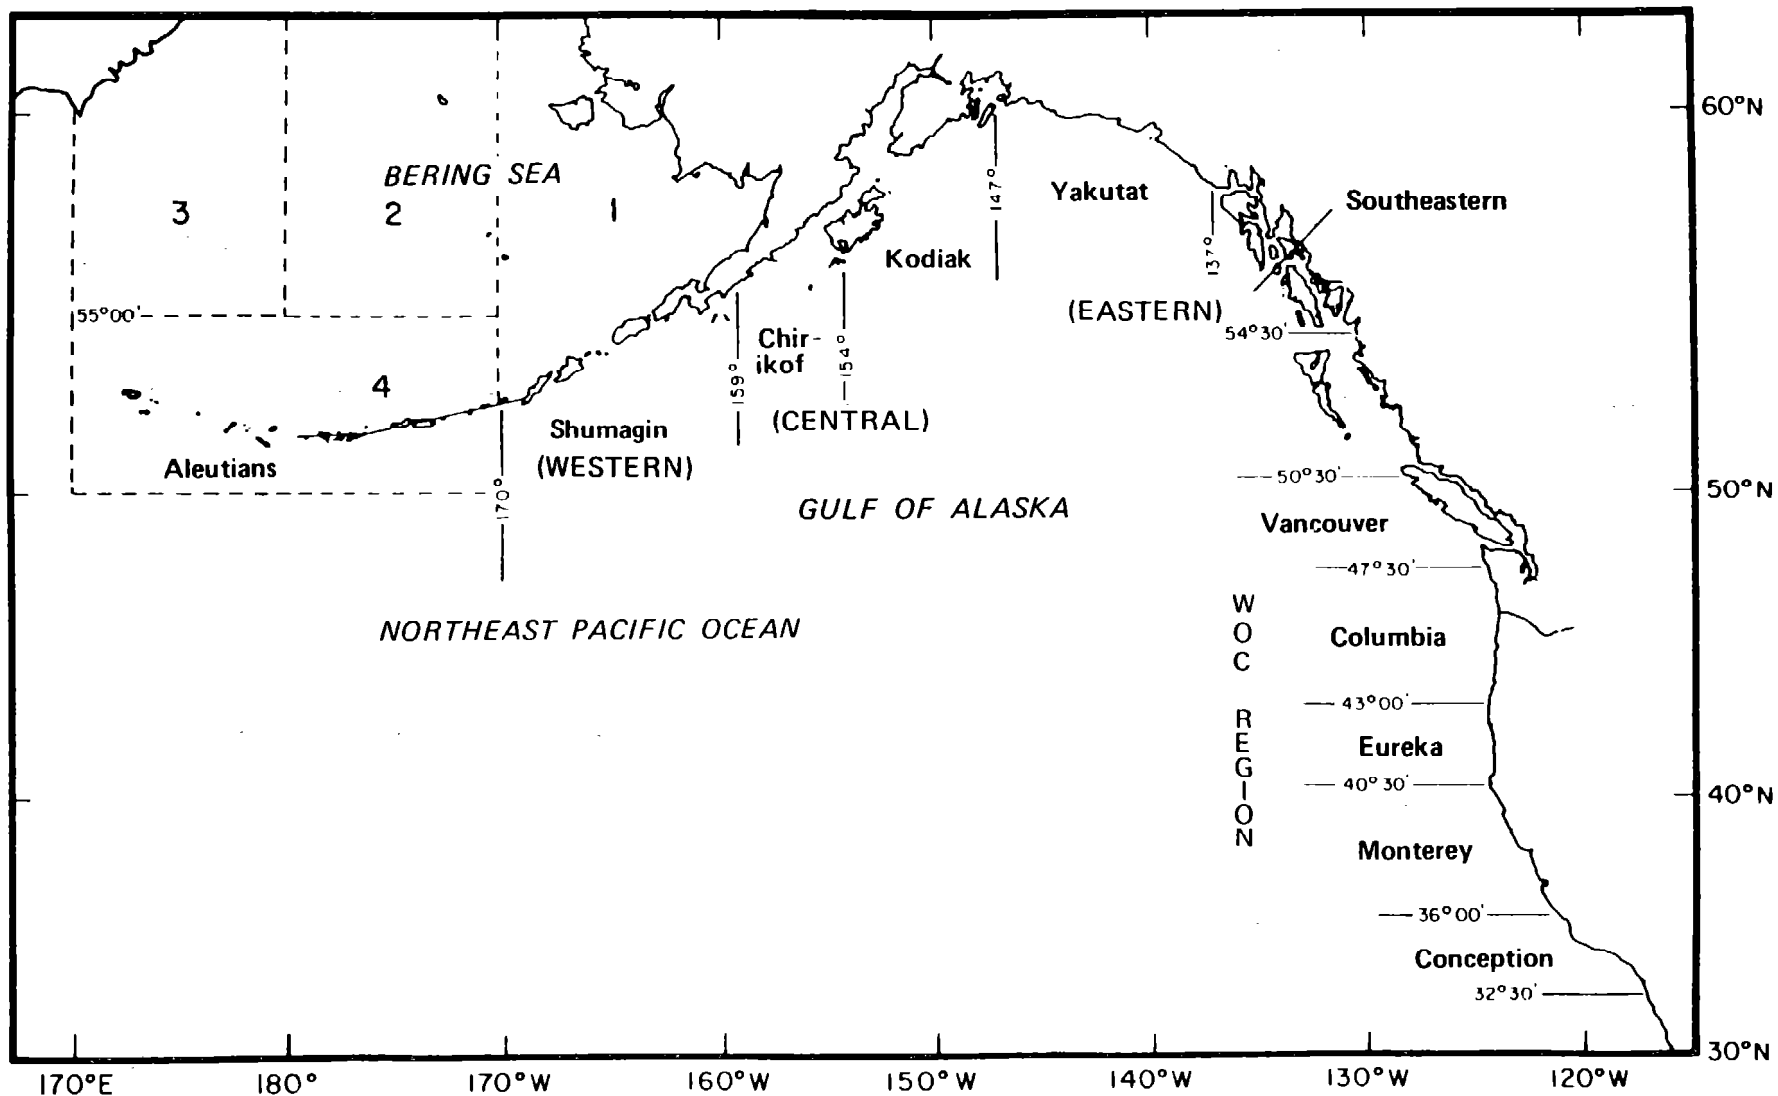 60°N
BERING SEA
3
2
1
147°
Yakutat
Southeastern
137°
Kodiak
(EASTERN)
55°00'
54°30'
Chir-
ikof
159°
154°
4
(CENTRAL)
Shumagin
(WESTERN)
Aleutians
170°
50°30'
50°N
GULF OF ALASKA
Vancouver
47°30'
WOC REGION
NORTHEAST PACIFIC OCEAN
Columbia
43°00'
Eureka
40°30'
40°N
Monterey
36°00'
Conception
32°30'
30°N
170°E
180°
170°W
160°W
150°W
140°W
130°W
120°W